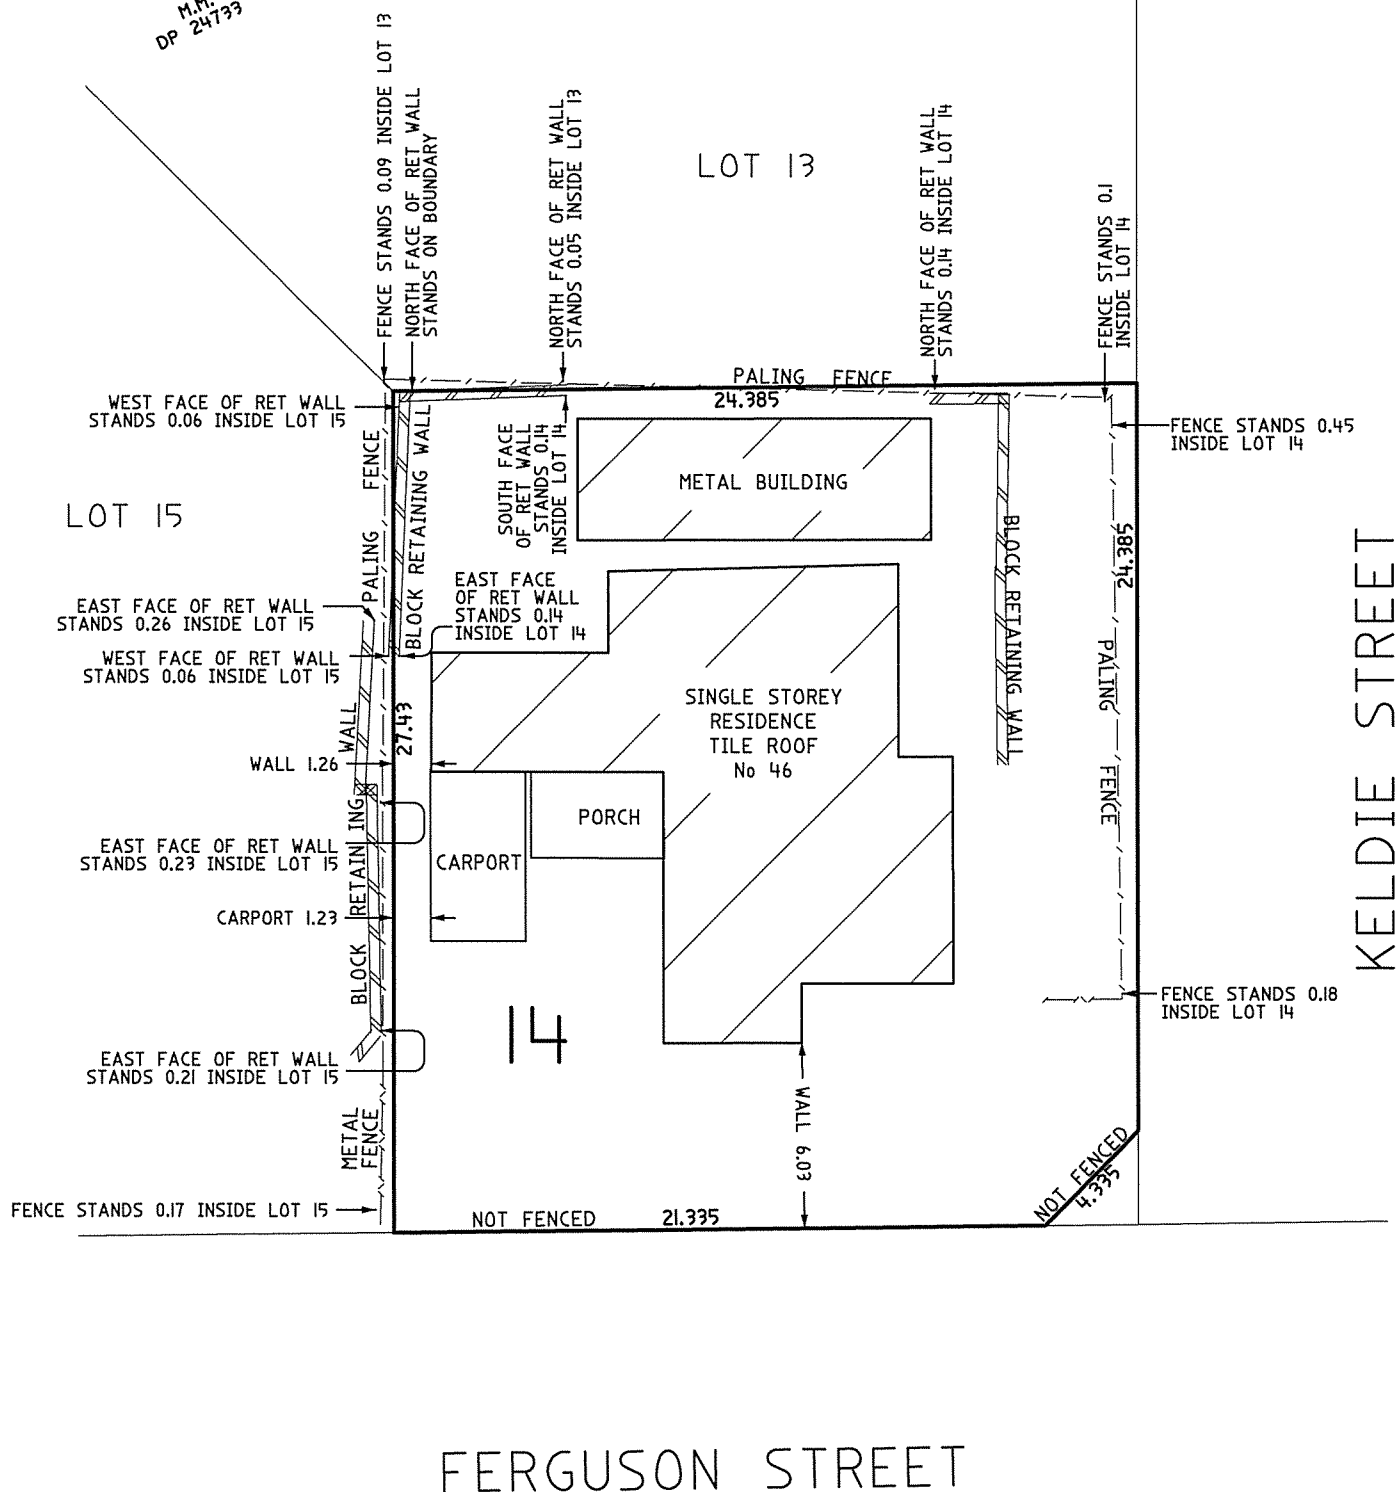 M.M.
DP 24733
FENCE STANDS 0.09 INSIDE LOT 13
NORTH FACE OF RET WALL
STANDS ON BOUNDARY
NORTH FACE OF RET WALL
STANDS 0.05 INSIDE LOT 13
LOT 13
NORTH FACE OF RET WALL
STANDS 0.14 INSIDE LOT 14
FENCE STANDS 0.1
INSIDE LOT 14
PALING FENCE
24.385
WEST FACE OF RET WALL
STANDS 0.06 INSIDE LOT 15
FENCE STANDS 0.45
INSIDE LOT 14
PALING FENCE
BLOCK RETAINING WALL
SOUTH FACE
OF RET WALL
STANDS 0.14
INSIDE LOT 14
METAL BUILDING
LOT 15
BLOCK RETAINING WALL
24.385
KELDIE STREET
EAST FACE
OF RET WALL
STANDS 0.14
INSIDE LOT 14
EAST FACE OF RET WALL
STANDS 0.26 INSIDE LOT 15
WEST FACE OF RET WALL
STANDS 0.06 INSIDE LOT 15
PALING FENCE
SINGLE STOREY
RESIDENCE
TILE ROOF
No 46
27.43
WALL 1.26
BLOCK RETAINING WALL
PORCH
EAST FACE OF RET WALL
STANDS 0.23 INSIDE LOT 15
CARPORT
CARPORT 1.23
FENCE STANDS 0.18
INSIDE LOT 14
14
EAST FACE OF RET WALL
STANDS 0.21 INSIDE LOT 15
METAL
FENCE
WALL 6.03
NOT FENCED
4.335
FENCE STANDS 0.17 INSIDE LOT 15
NOT FENCED 21.335
FERGUSON STREET